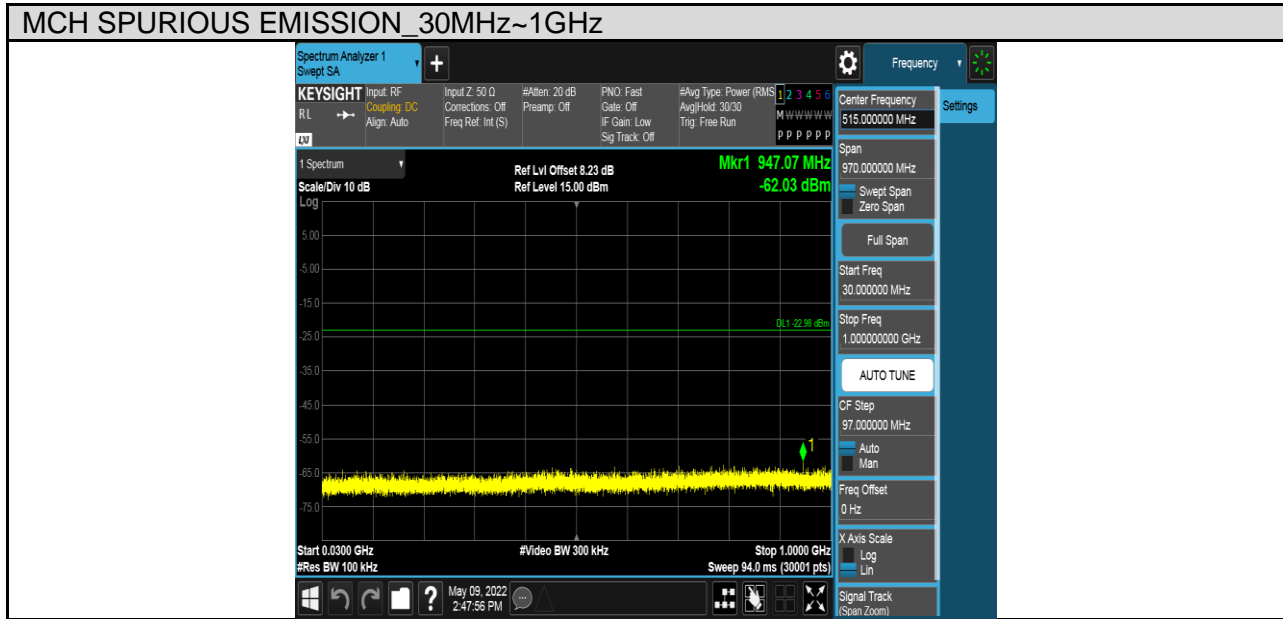 MCH SPURIOUS EMISSION_30MHz~1GHz
Spectrum Analyzer 1
Swept SA
+
Frequency
KEYSIGHT
RL
LXI
Input: RF
Coupling: DC
Align: Auto
Input Z: 50 Ω
Corrections: Off
Freq Ref: Int (S)
#Atten: 20 dB
Preamp: Off
PNO: Fast
Gate: Off
IF Gain: Low
Sig Track: Off
#Avg Type: Power (RMS
Avg|Hold: 30/30
Trig: Free Run
1 2 3 4 5 6
M W W W W W
P P P P P P
Center Frequency
515.000000 MHz
Settings
1 Spectrum
Scale/Div 10 dB
Ref Lvl Offset 8.23 dB
Ref Level 15.00 dBm
Mkr1 947.07 MHz
-62.03 dBm
Log
5.00
-5.00
-15.0
-25.0
-35.0
-45.0
-55.0
-65.0
-75.0
DL1 -22.98 dBm
1
Start 0.0300 GHz
#Res BW 100 kHz
#Video BW 300 kHz
Stop 1.0000 GHz
Sweep 94.0 ms (30001 pts)
Span
970.000000 MHz
Swept Span
Zero Span
Full Span
Start Freq
30.000000 MHz
Stop Freq
1.000000000 GHz
AUTO TUNE
CF Step
97.000000 MHz
Auto
Man
Freq Offset
0 Hz
X Axis Scale
Log
Lin
Signal Track
(Span Zoom)
?
May 09, 2022
2:47:56 PM